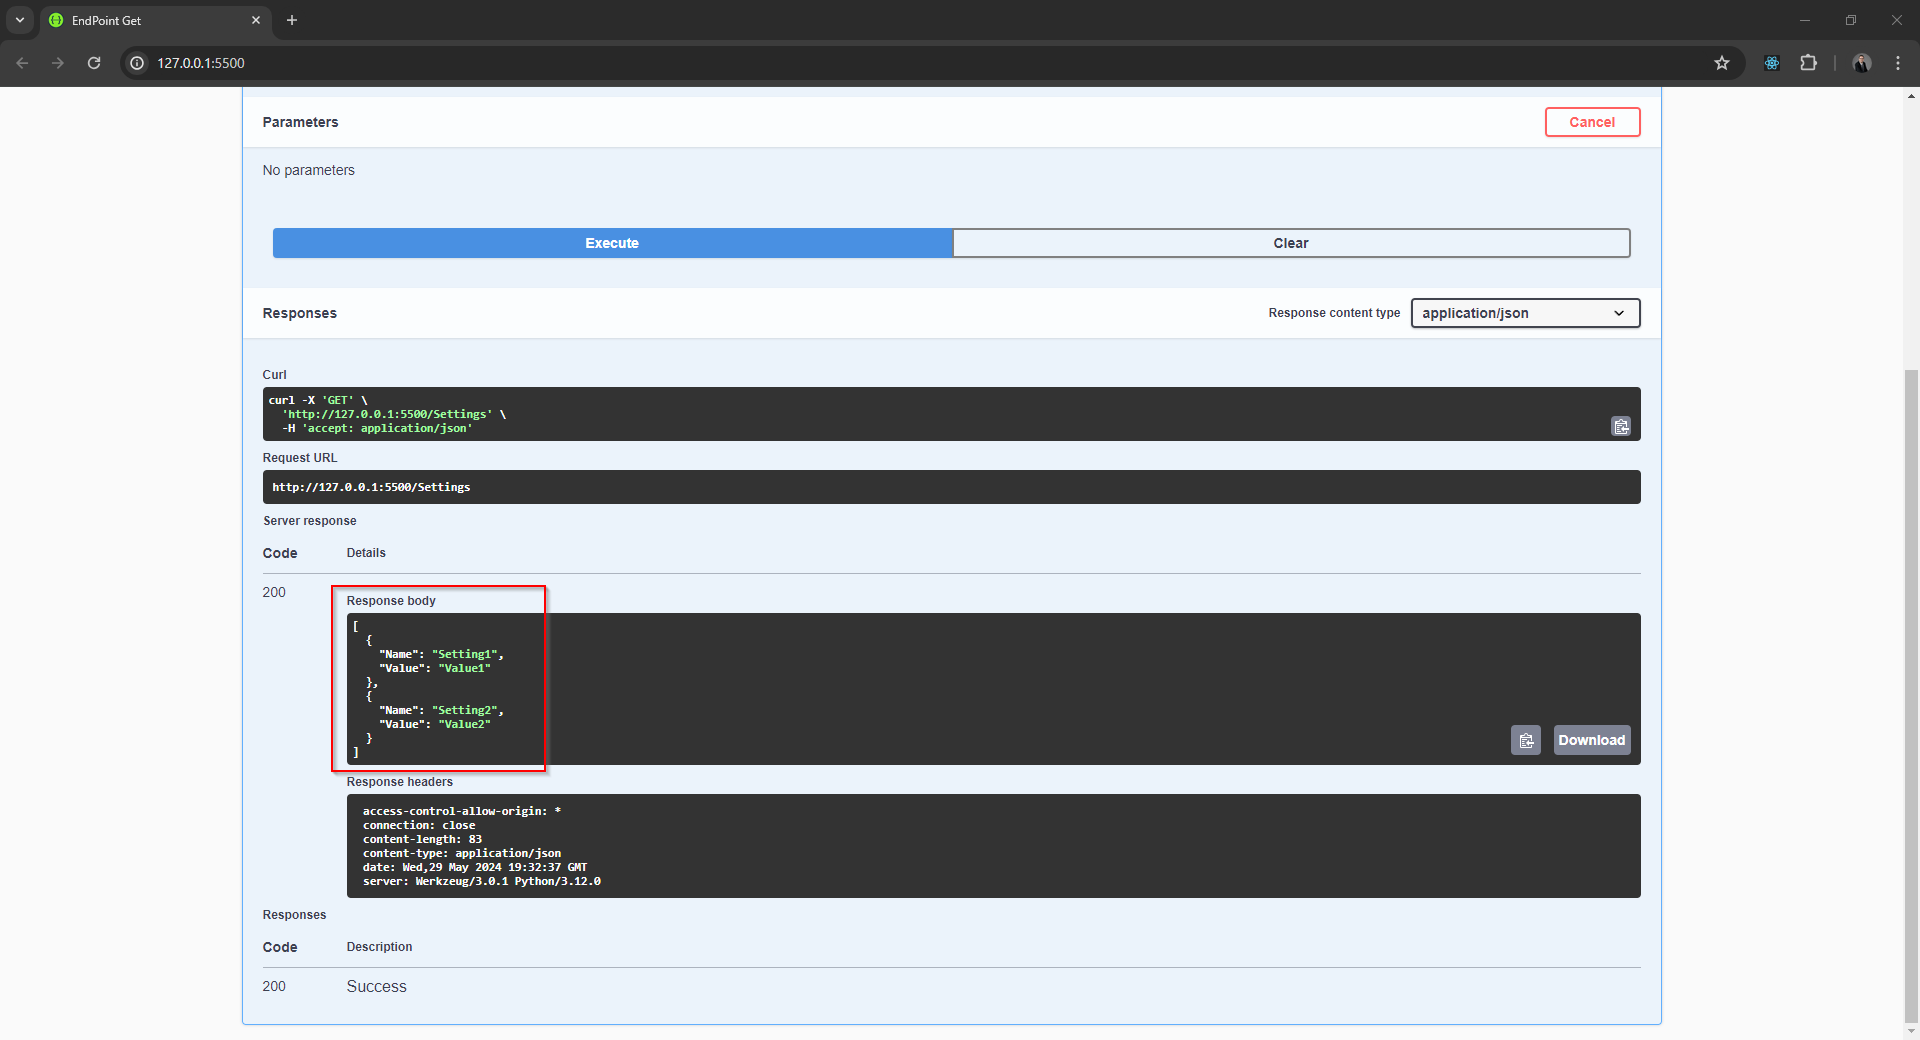 EndPoint Get
127.0.0.1:5500
Parameters
Cancel
No parameters
Execute
Clear
Responses
Response content type
application/json
Curl
curl -X 'GET' \
'http://127.0.0.1:5500/Settings' \
-H 'accept: application/json'
Request URL
http://127.0.0.1:5500/Settings
Server response
Code
Details
200
Response body
[
{
"Name": "Setting1",
"Value": "Value1"
},
{
"Name": "Setting2",
"Value": "Value2"
}
]
Download
Response headers
access-control-allow-origin: *
connection: close
content-length: 83
content-type: application/json
date: Wed,29 May 2024 19:32:37 GMT
server: Werkzeug/3.0.1 Python/3.12.0
Responses
Code
Description
200
Success